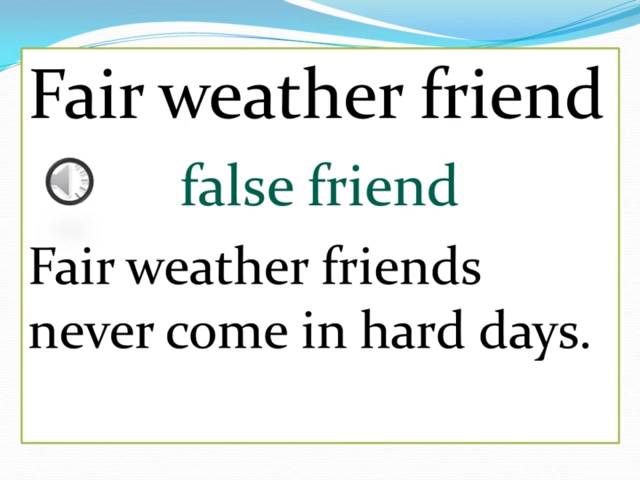 Fair weather friend
false friend
Fair weather friends
never come in hard days.